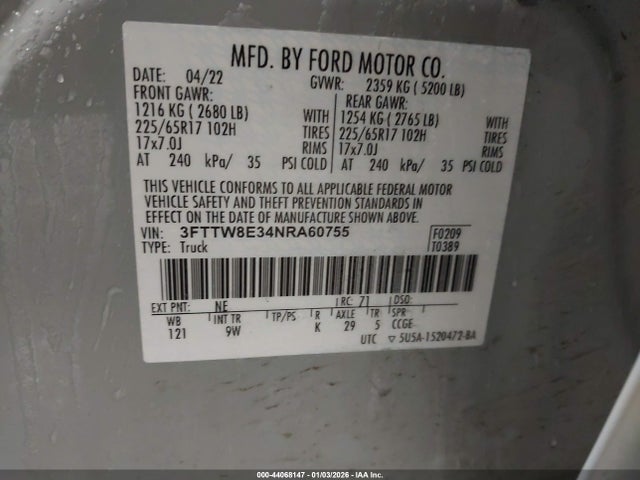 MFD. BY FORD MOTOR CO.
DATE: 04/22 GVWR: 2359 KG ( 5200 LB)
FRONT GAWR: REAR GAWR:
1216 KG ( 2680 LB) WITH 1254 KG ( 2765 LB) WITH
225/65R17 102H TIRES 225/65R17 102H TIRES
17x7.0J RIMS 17x7.0J RIMS
AT 240 kPa/ 35 PSI COLD AT 240 kPa/ 35 PSI COLD
THIS VEHICLE CONFORMS TO ALL APPLICABLE FEDERAL MOTOR
VEHICLE SAFETY AND THEFT PREVENTION STANDARDS IN
EFFECT ON THE DATE OF MANUFACTURE SHOWN ABOVE.
VIN: 3FTTW8E34NRA60755 F0209
TYPE: Truck T0389
EXT PNT: NE RC: 71 DSO:
WB INT TR TP/PS R AXLE TR SPR
121 9W K 29 5 CCGE
UTC ▽ 5U5A-1520472-BA
000-44068147 - 01/03/2026 - IAA Inc.